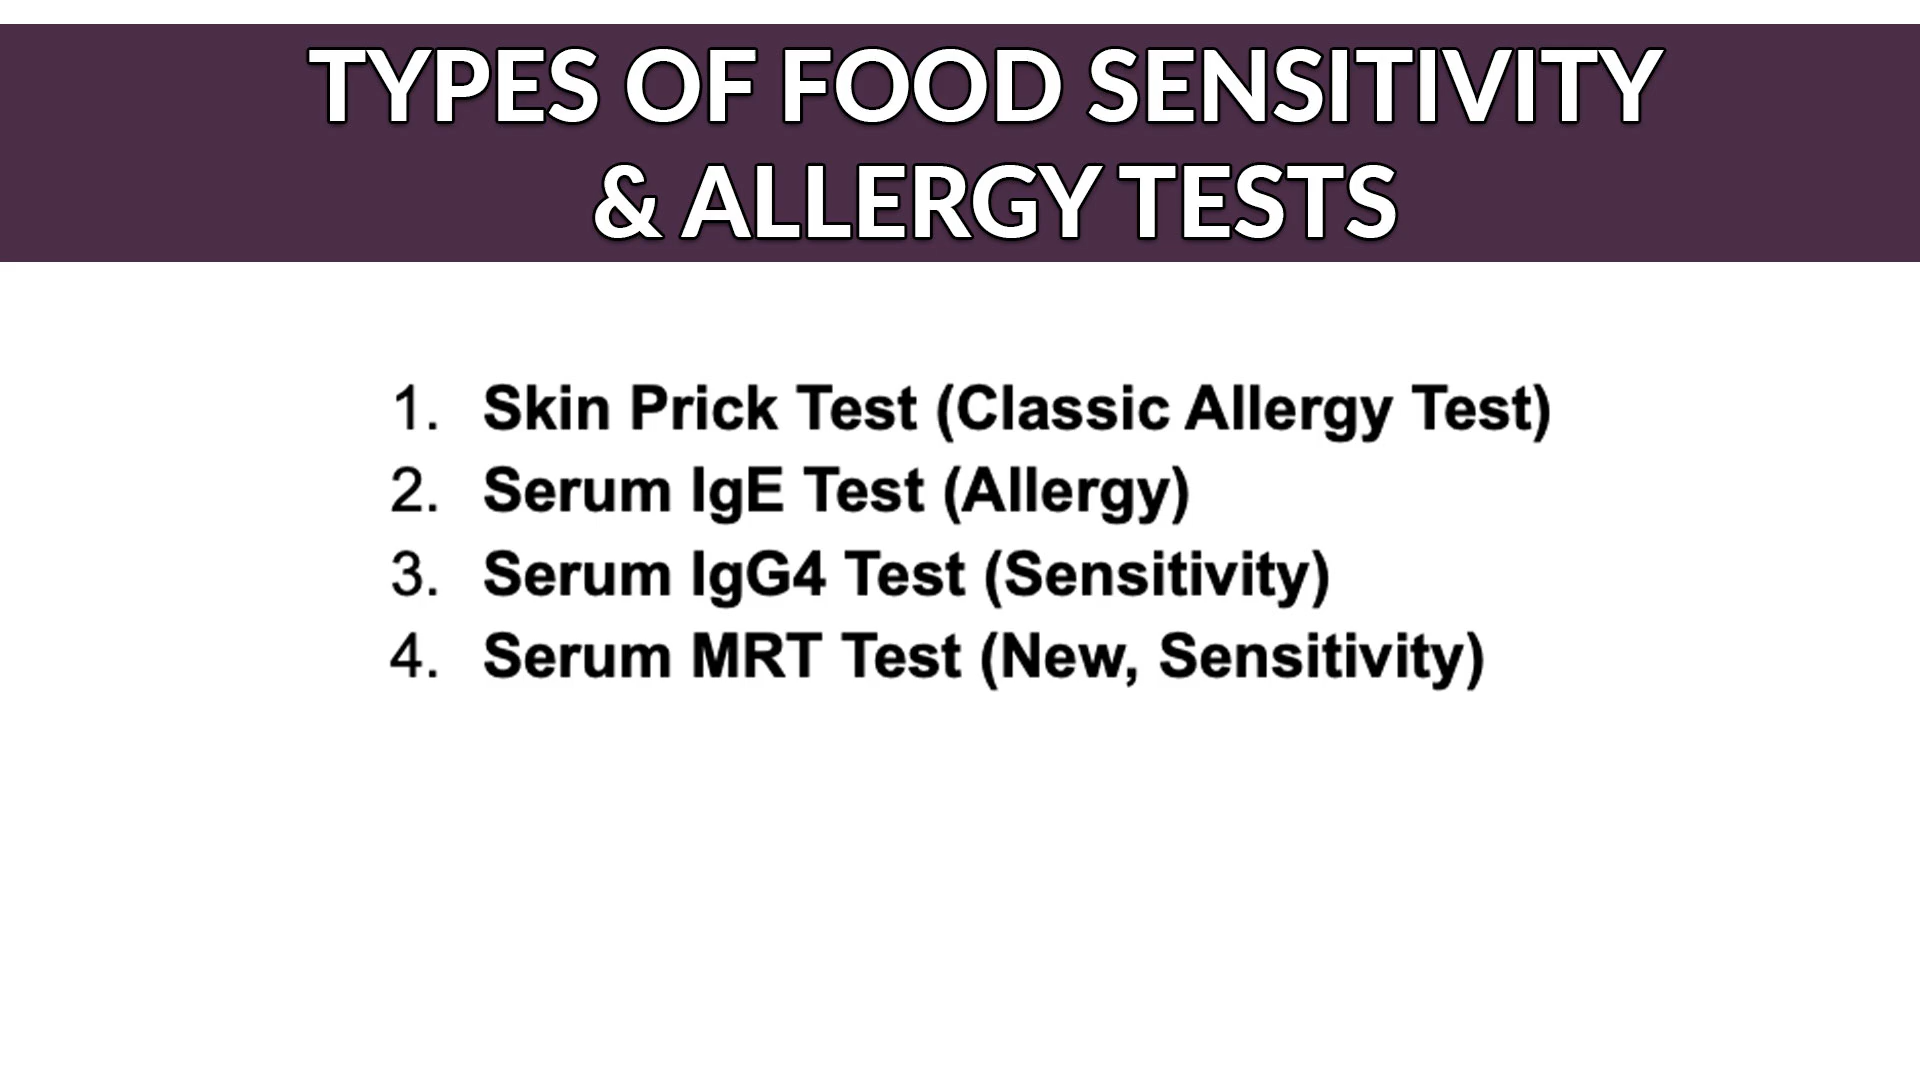 TYPES OF FOOD SENSITIVITY
& ALLERGY TESTS
1. Skin Prick Test (Classic Allergy Test)
2. Serum IgE Test (Allergy)
3. Serum IgG4 Test (Sensitivity)
4. Serum MRT Test (New, Sensitivity)